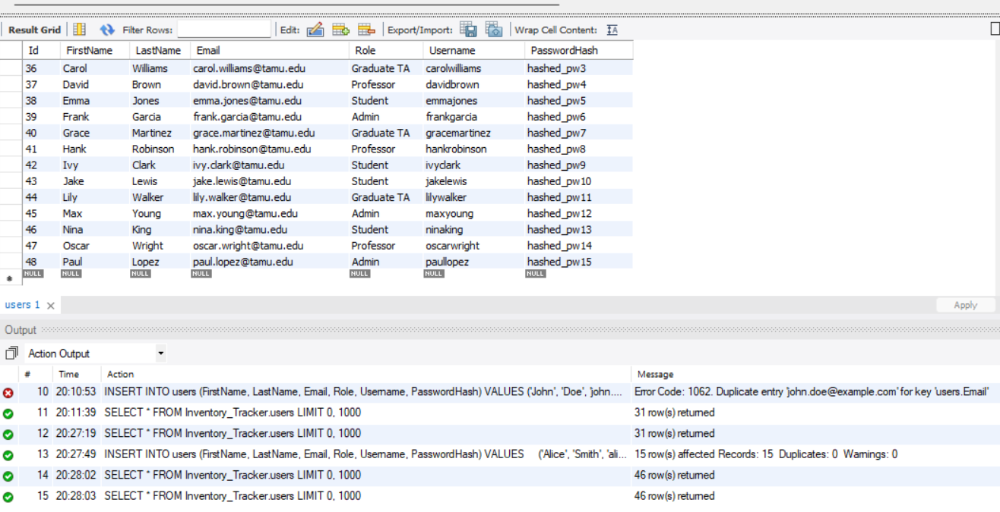 Result Grid Filter Rows: Edit: Export/Import: Wrap Cell Content: IA
Id FirstName LastName Email Role Username PasswordHash
36 Carol Williams carol.williams@tamu.edu Graduate TA carolwilliams hashed_pw3
37 David Brown david.brown@tamu.edu Professor davidbrown hashed_pw4
38 Emma Jones emma.jones@tamu.edu Student emmajones hashed_pw5
39 Frank Garcia frank.garcia@tamu.edu Admin frankgarcia hashed_pw6
40 Grace Martinez grace.martinez@tamu.edu Graduate TA gracemartinez hashed_pw7
41 Hank Robinson hank.robinson@tamu.edu Professor hankrobinson hashed_pw8
42 Ivy Clark ivy.clark@tamu.edu Student ivyclark hashed_pw9
43 Jake Lewis jake.lewis@tamu.edu Student jakelewis hashed_pw10
44 Lily Walker lily.walker@tamu.edu Graduate TA lilywalker hashed_pw11
45 Max Young max.young@tamu.edu Admin maxyoung hashed_pw12
46 Nina King nina.king@tamu.edu Student ninaking hashed_pw13
47 Oscar Wright oscar.wright@tamu.edu Professor oscarwright hashed_pw14
48 Paul Lopez paul.lopez@tamu.edu Admin paullopez hashed_pw15
NULL NULL NULL NULL NULL NULL NULL
users 1 Apply
Output
Action Output
# Time Action Message
10 20:10:53 INSERT INTO users (FirstName, LastName, Email, Role, Username, PasswordHash) VALUES ('John', 'Doe', 'john.... Error Code: 1062. Duplicate entry 'john.doe@example.com' for key 'users.Email'
11 20:11:39 SELECT * FROM Inventory_Tracker.users LIMIT 0, 1000 31 row(s) returned
12 20:27:19 SELECT * FROM Inventory_Tracker.users LIMIT 0, 1000 31 row(s) returned
13 20:27:49 INSERT INTO users (FirstName, LastName, Email, Role, Username, PasswordHash) VALUES ('Alice', 'Smith', 'ali... 15 row(s) affected Records: 15 Duplicates: 0 Warnings: 0
14 20:28:02 SELECT * FROM Inventory_Tracker.users LIMIT 0, 1000 46 row(s) returned
15 20:28:03 SELECT * FROM Inventory_Tracker.users LIMIT 0, 1000 46 row(s) returned